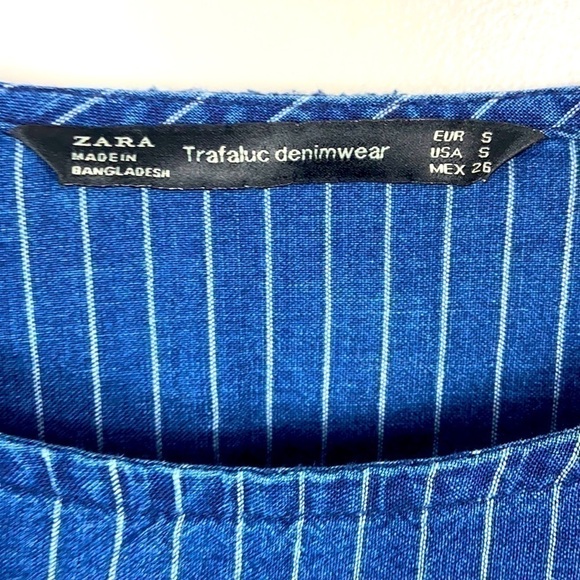 ZARA
MADE IN
BANGLADESH
Trafaluc denimwear
EUR S
USA S
MEX 26